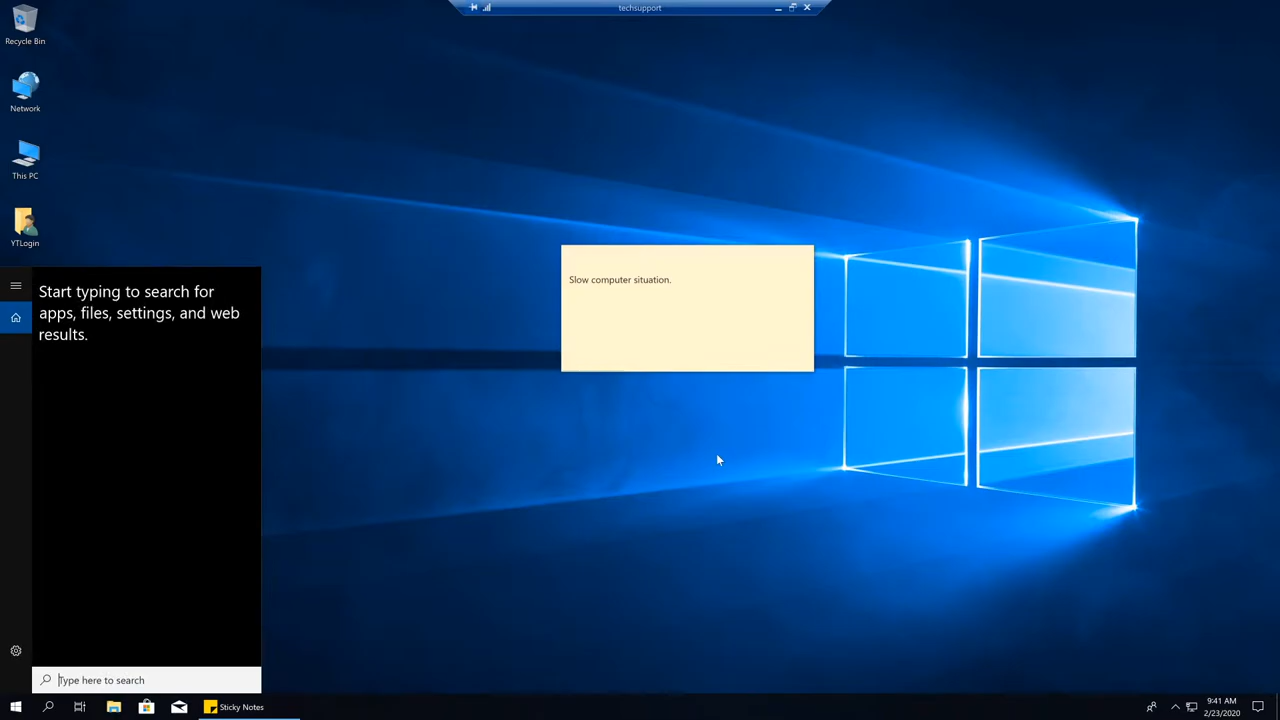 techsupport
Recycle Bin
Network
This PC
YTLogin
Start typing to search for
apps, files, settings, and web
results.
Slow computer situation.
Type here to search
Sticky Notes
9:41 AM
2/23/2020